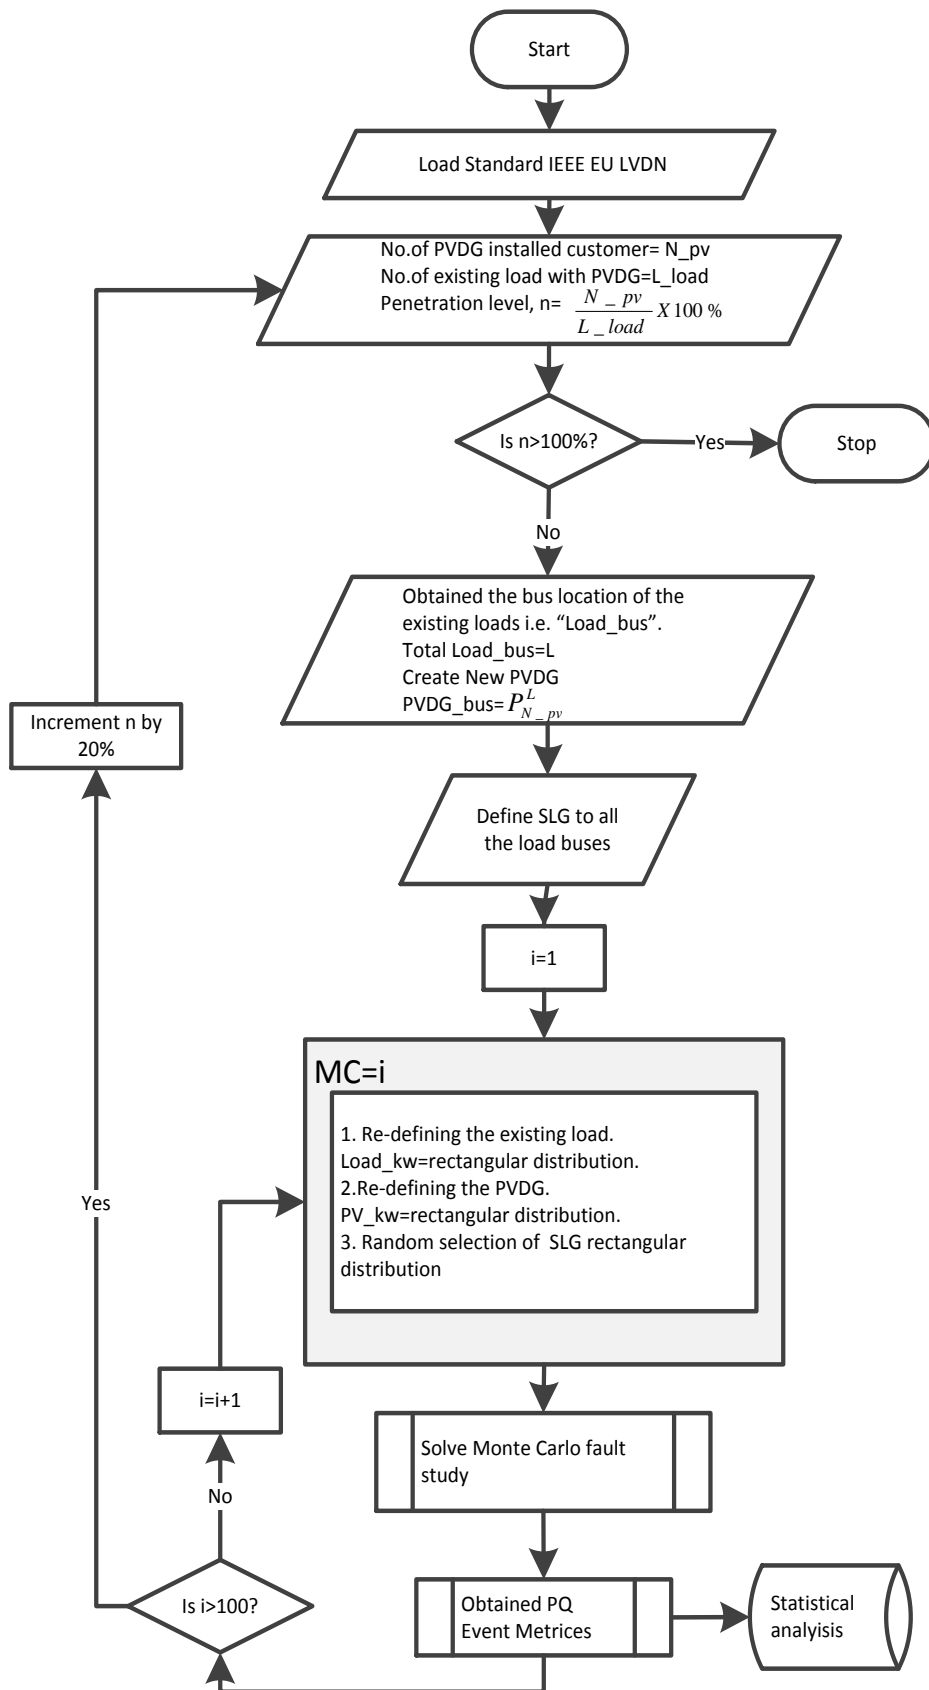 Start
Load Standard IEEE EU LVDN
No.of PVDG installed customer= N_pv
No.of existing load with PVDG=L_load
Penetration level, n= N_pv / L_load X 100 %
Is n>100%?
Yes
Stop
No
Obtained the bus location of the
existing loads i.e. “Load_bus”.
Total Load_bus=L
Create New PVDG
PVDG_bus= P^L_N_pv
Increment n by
20%
Define SLG to all
the load buses
i=1
MC=i
1. Re-defining the existing load.
Load_kw=rectangular distribution.
2.Re-defining the PVDG.
PV_kw=rectangular distribution.
3. Random selection of SLG rectangular
distribution
Yes
i=i+1
Solve Monte Carlo fault
study
No
Is i>100?
Obtained PQ
Event Metrices
Statistical
analyisis